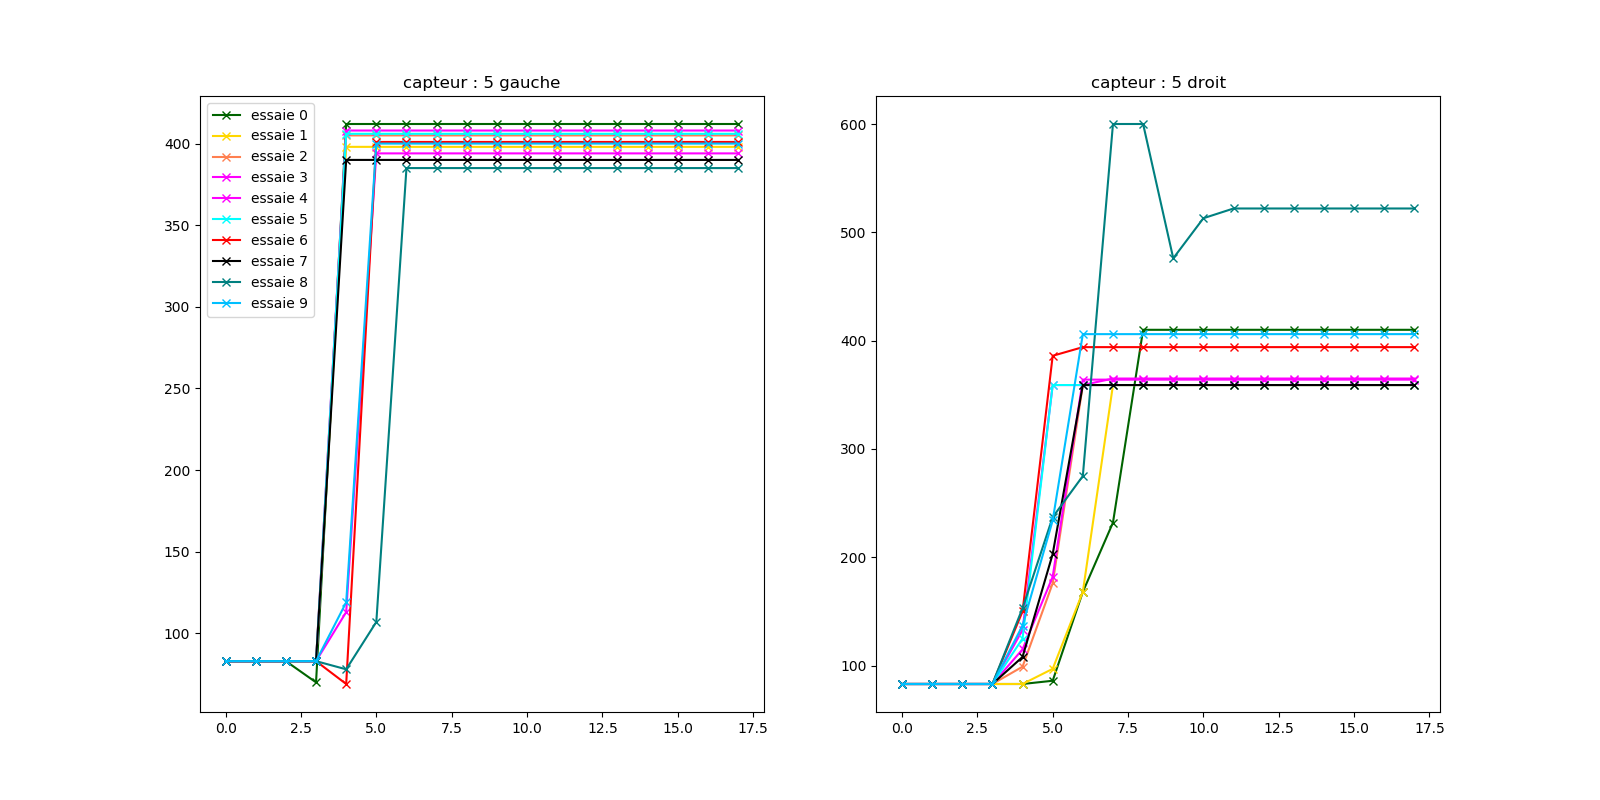 capteur : 5 gauche
400
350
300
250
200
150
100
0.0 2.5 5.0 7.5 10.0 12.5 15.0 17.5
essaie 0
essaie 1
essaie 2
essaie 3
essaie 4
essaie 5
essaie 6
essaie 7
essaie 8
essaie 9
capteur : 5 droit
600
500
400
300
200
100
0.0 2.5 5.0 7.5 10.0 12.5 15.0 17.5